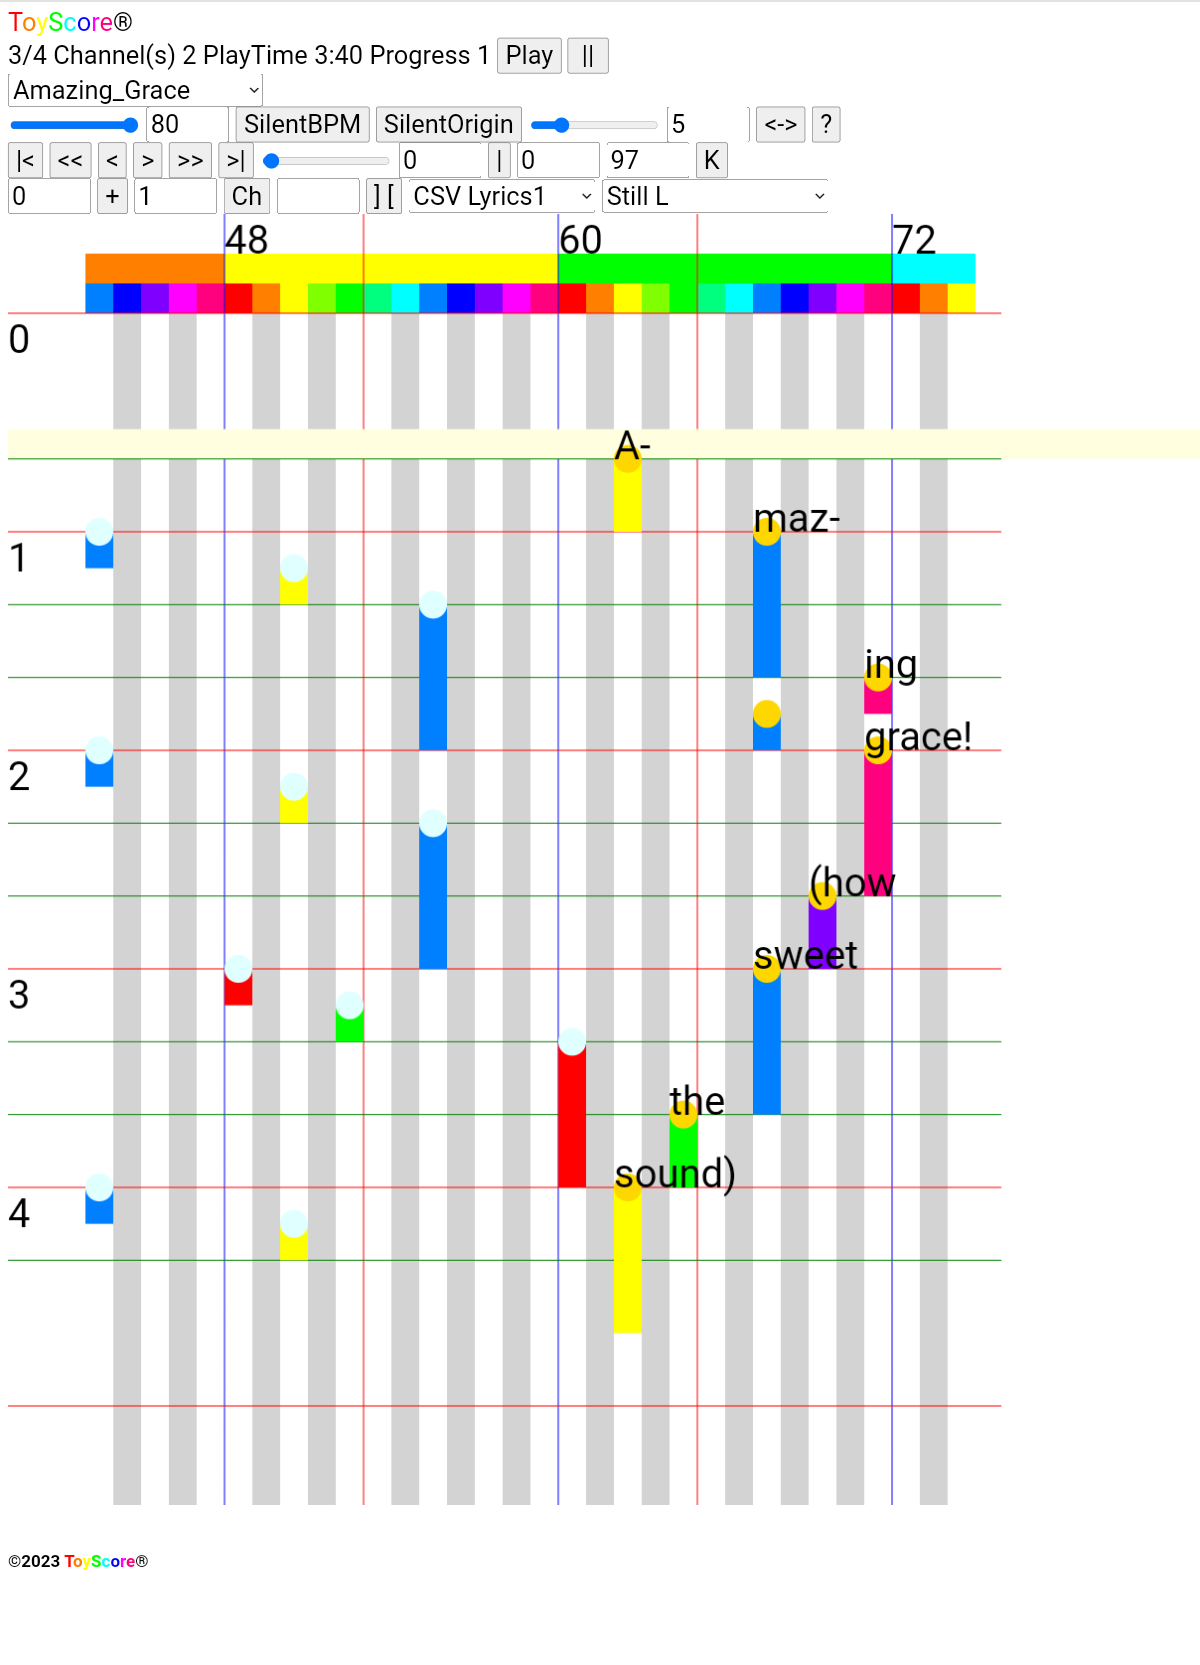 ToyScore®
3/4 Channel(s) 2 PlayTime 3:40 Progress 1 Play ||
Amazing_Grace
80 SilentBPM SilentOrigin 5 <-> ?
|< << < > >> >| 0 | 0 97 K
0 + 1 Ch ] [ CSV Lyrics1 Still L
48 60 72
0
A-
maz-
1
ing
grace!
2
(how
sweet
3
the
sound)
4
©2023 ToyScore®